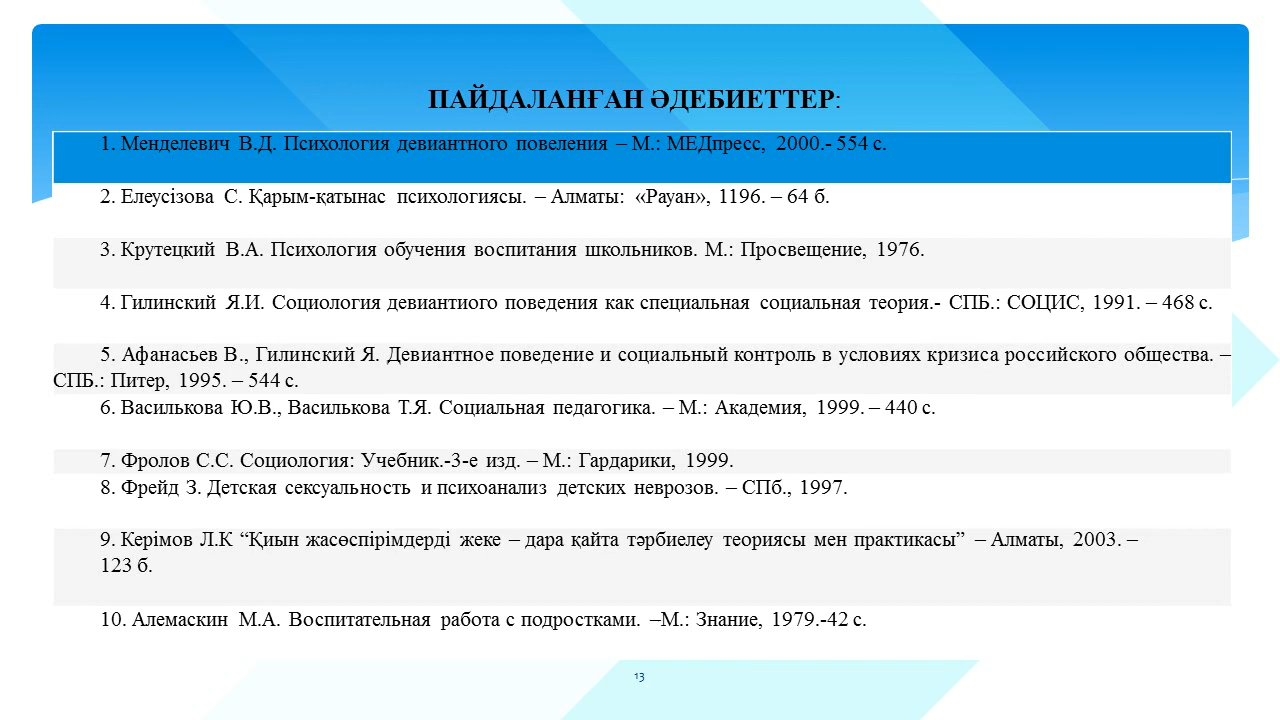 ПАЙДАЛАНҒАН ӘДЕБИЕТТЕР:
1. Менделевич В.Д. Психология девиантного повеления – М.: МЕДпресс, 2000.- 554 с.
2. Елеусізова С. Қарым-қатынас психологиясы. – Алматы: «Рауан», 1196. – 64 б.
3. Крутецкий В.А. Психология обучения воспитания школьников. М.: Просвещение, 1976.
4. Гилинский Я.И. Социология девиантиого поведения как специальная социальная теория.- СПБ.: СОЦИС, 1991. – 468 с.
5. Афанасьев В., Гилинский Я. Девиантное поведение и социальный контроль в условиях кризиса российского общества. –
СПБ.: Питер, 1995. – 544 с.
6. Василькова Ю.В., Василькова Т.Я. Социальная педагогика. – М.: Академия, 1999. – 440 с.
7. Фролов С.С. Социология: Учебник.-3-е изд. – М.: Гардарики, 1999.
8. Фрейд З. Детская сексуальность и психоанализ детских неврозов. – СПб., 1997.
9. Керімов Л.К “Қиын жасөспірімдерді жеке – дара қайта тәрбиелеу теориясы мен практикасы” – Алматы, 2003. –
123 б.
10. Алемаскин М.А. Воспитательная работа с подростками. –М.: Знание, 1979.-42 с.
13